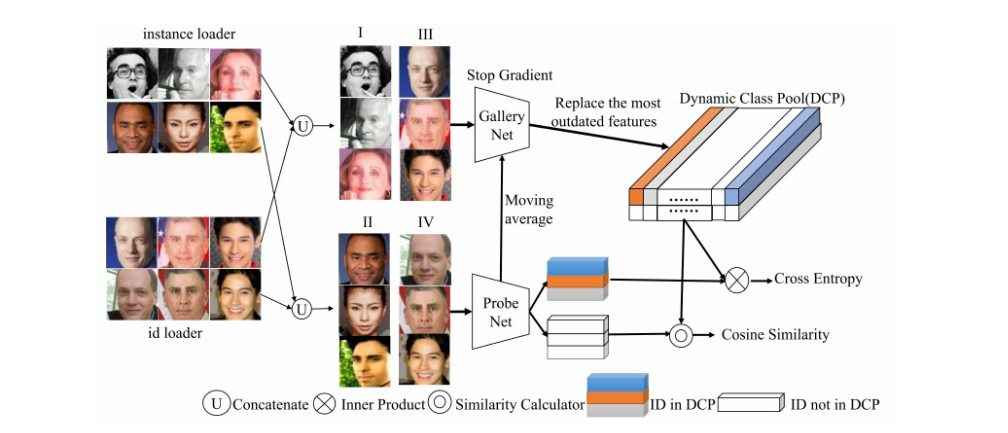 instance loader
I
III
Stop Gradient
Gallery
Net
Replace the most
outdated features
Dynamic Class Pool(DCP)
U
......
......
Moving
average
II
IV
id loader
U
Probe
Net
Cross Entropy
Cosine Similarity
U Concatenate
Inner Product
Similarity Calculator
ID in DCP
ID not in DCP